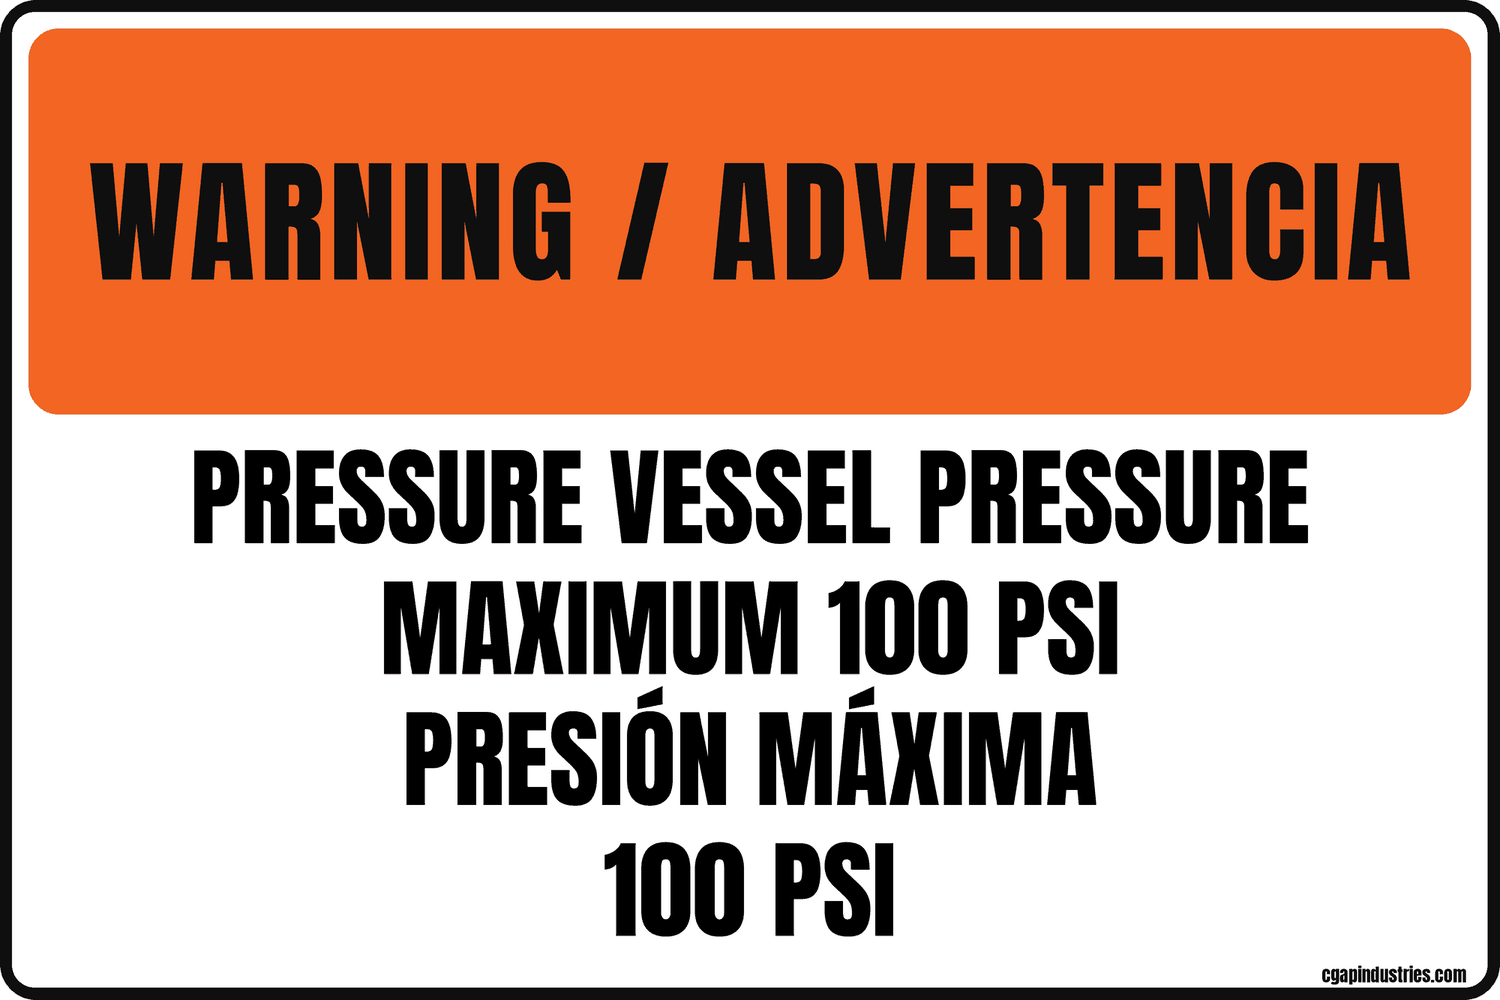 WARNING / ADVERTENCIA
PRESSURE VESSEL PRESSURE
MAXIMUM 100 PSI
PRESIÓN MÁXIMA
100 PSI
cgapindustries.com